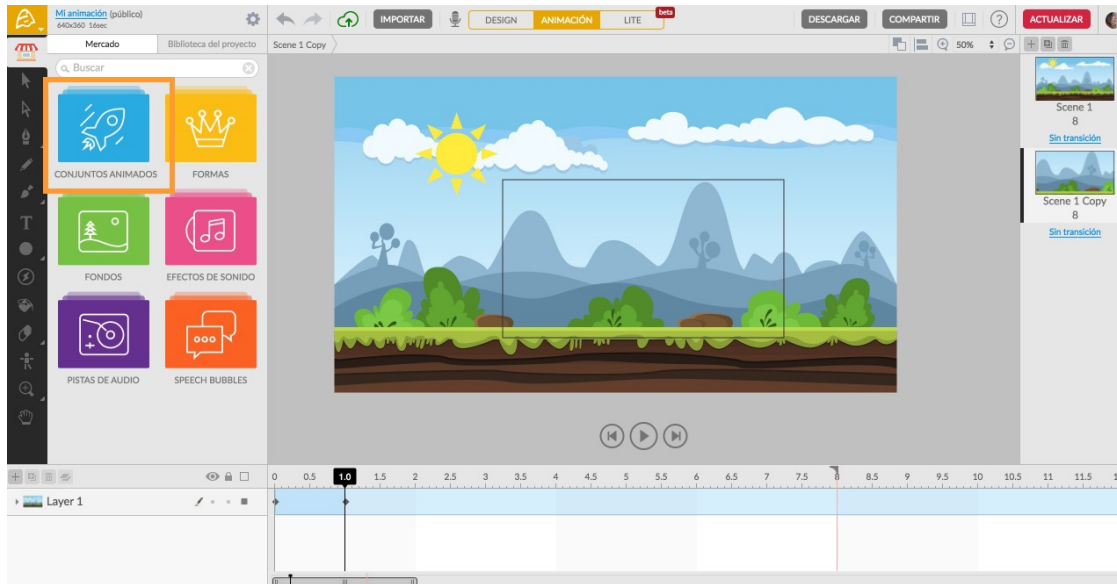 Mi animación (público)
640x360 16sec
IMPORTAR
DESIGN
ANIMACIÓN
LITE
beta
DESCARGAR
COMPARTIR
?
ACTUALIZAR
Mercado
Biblioteca del proyecto
Scene 1 Copy
50%
Buscar
CONJUNTOS ANIMADOS
FORMAS
FONDOS
EFECTOS DE SONIDO
PISTAS DE AUDIO
SPEECH BUBBLES
T
Scene 1
8
Sin transición
Scene 1 Copy
8
Sin transición
0 0.5 1.0 1.5 2 2.5 3 3.5 4 4.5 5 5.5 6 6.5 7 7.5 8 8.5 9 9.5 10 10.5 11 11.5
Layer 1